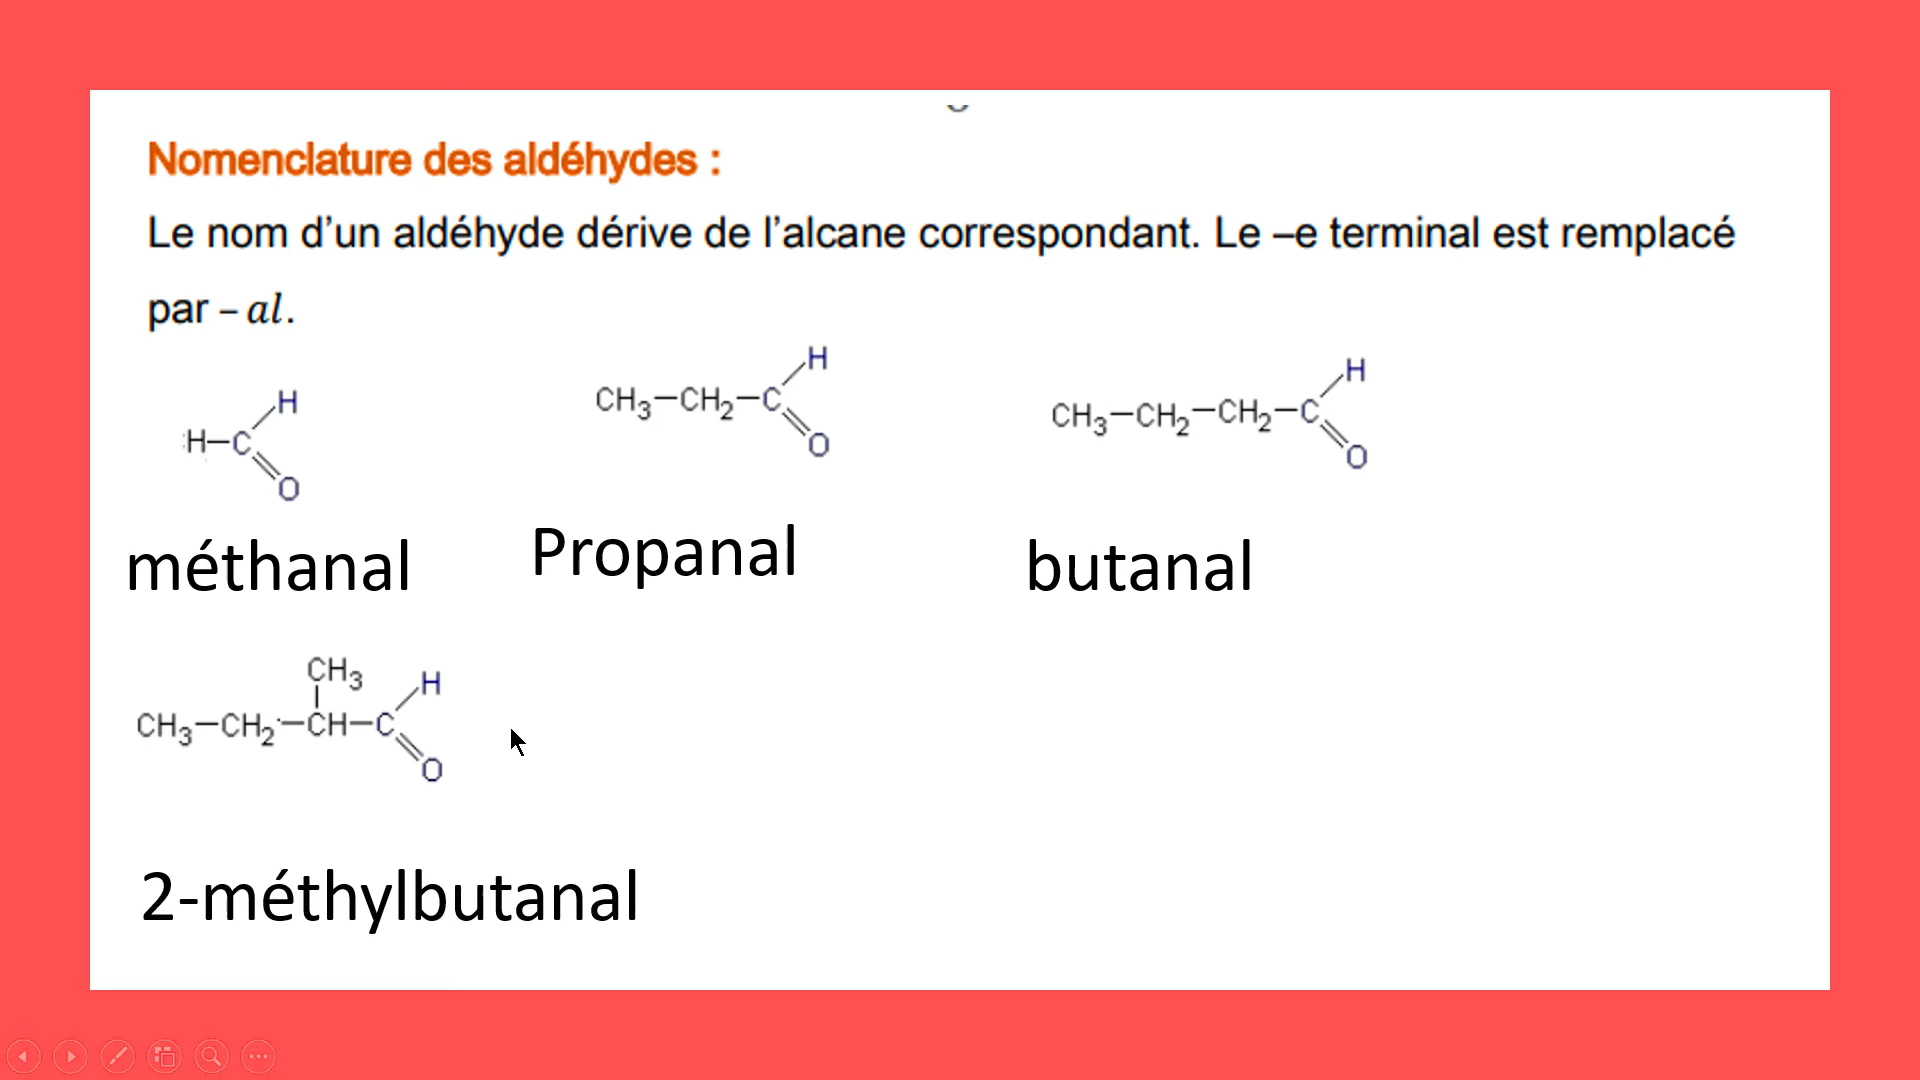 Nomenclature des aldéhydes :
Le nom d’un aldéhyde dérive de l’alcane correspondant. Le –e terminal est remplacé
par – al.
H–C H O
CH3–CH2–C H O
CH3–CH2–CH2–C H O
méthanal
Propanal
butanal
CH3
CH3–CH2–CH–C H O
2-méthylbutanal